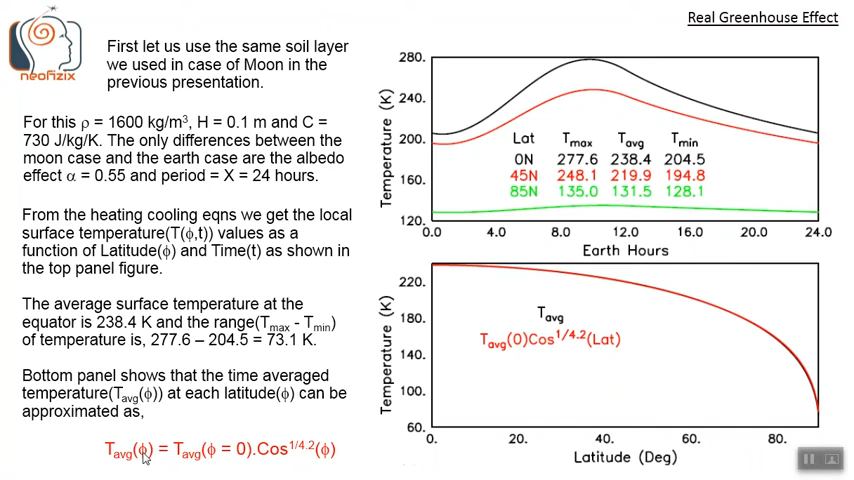 Real Greenhouse Effect
neofizix
First let us use the same soil layer
we used in case of Moon in the
previous presentation.
For this ρ = 1600 kg/m³, H = 0.1 m and C =
730 J/kg/K. The only differences between the
moon case and the earth case are the albedo
effect α = 0.55 and period = X = 24 hours.
From the heating cooling eqns we get the local
surface temperature(T(ϕ,t)) values as a
function of Latitude(ϕ) and Time(t) as shown in
the top panel figure.
The average surface temperature at the
equator is 238.4 K and the range(Tmax - Tmin)
of temperature is, 277.6 – 204.5 = 73.1 K.
Bottom panel shows that the time averaged
temperature(Tavg(ϕ)) at each latitude(ϕ) can be
approximated as,
Tavg(ϕ) = Tavg(ϕ = 0).Cos1/4.2(ϕ)
280.
240.
200.
160.
120.
Temperature (K)
Lat Tmax Tavg Tmin
0N 277.6 238.4 204.5
45N 248.1 219.9 194.8
85N 135.0 131.5 128.1
0.0 4.0 8.0 12.0 16.0 20.0 24.0
Earth Hours
220.
180.
140.
100.
60.
Temperature (K)
Tavg
Tavg(0)Cos1/4.2(Lat)
0. 20. 40. 60. 80.
Latitude (Deg)